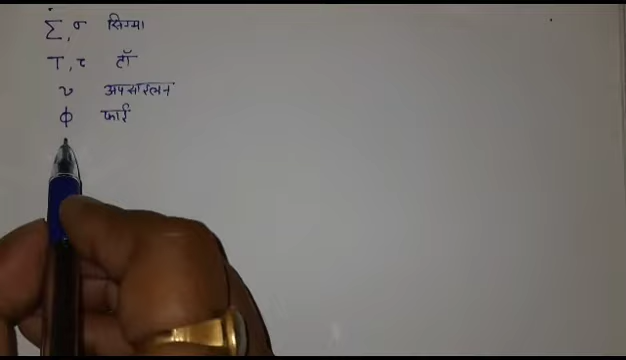 Σ, σ सिग्मा
Τ, τ टॉ
υ अपसाइलन
φ फाई